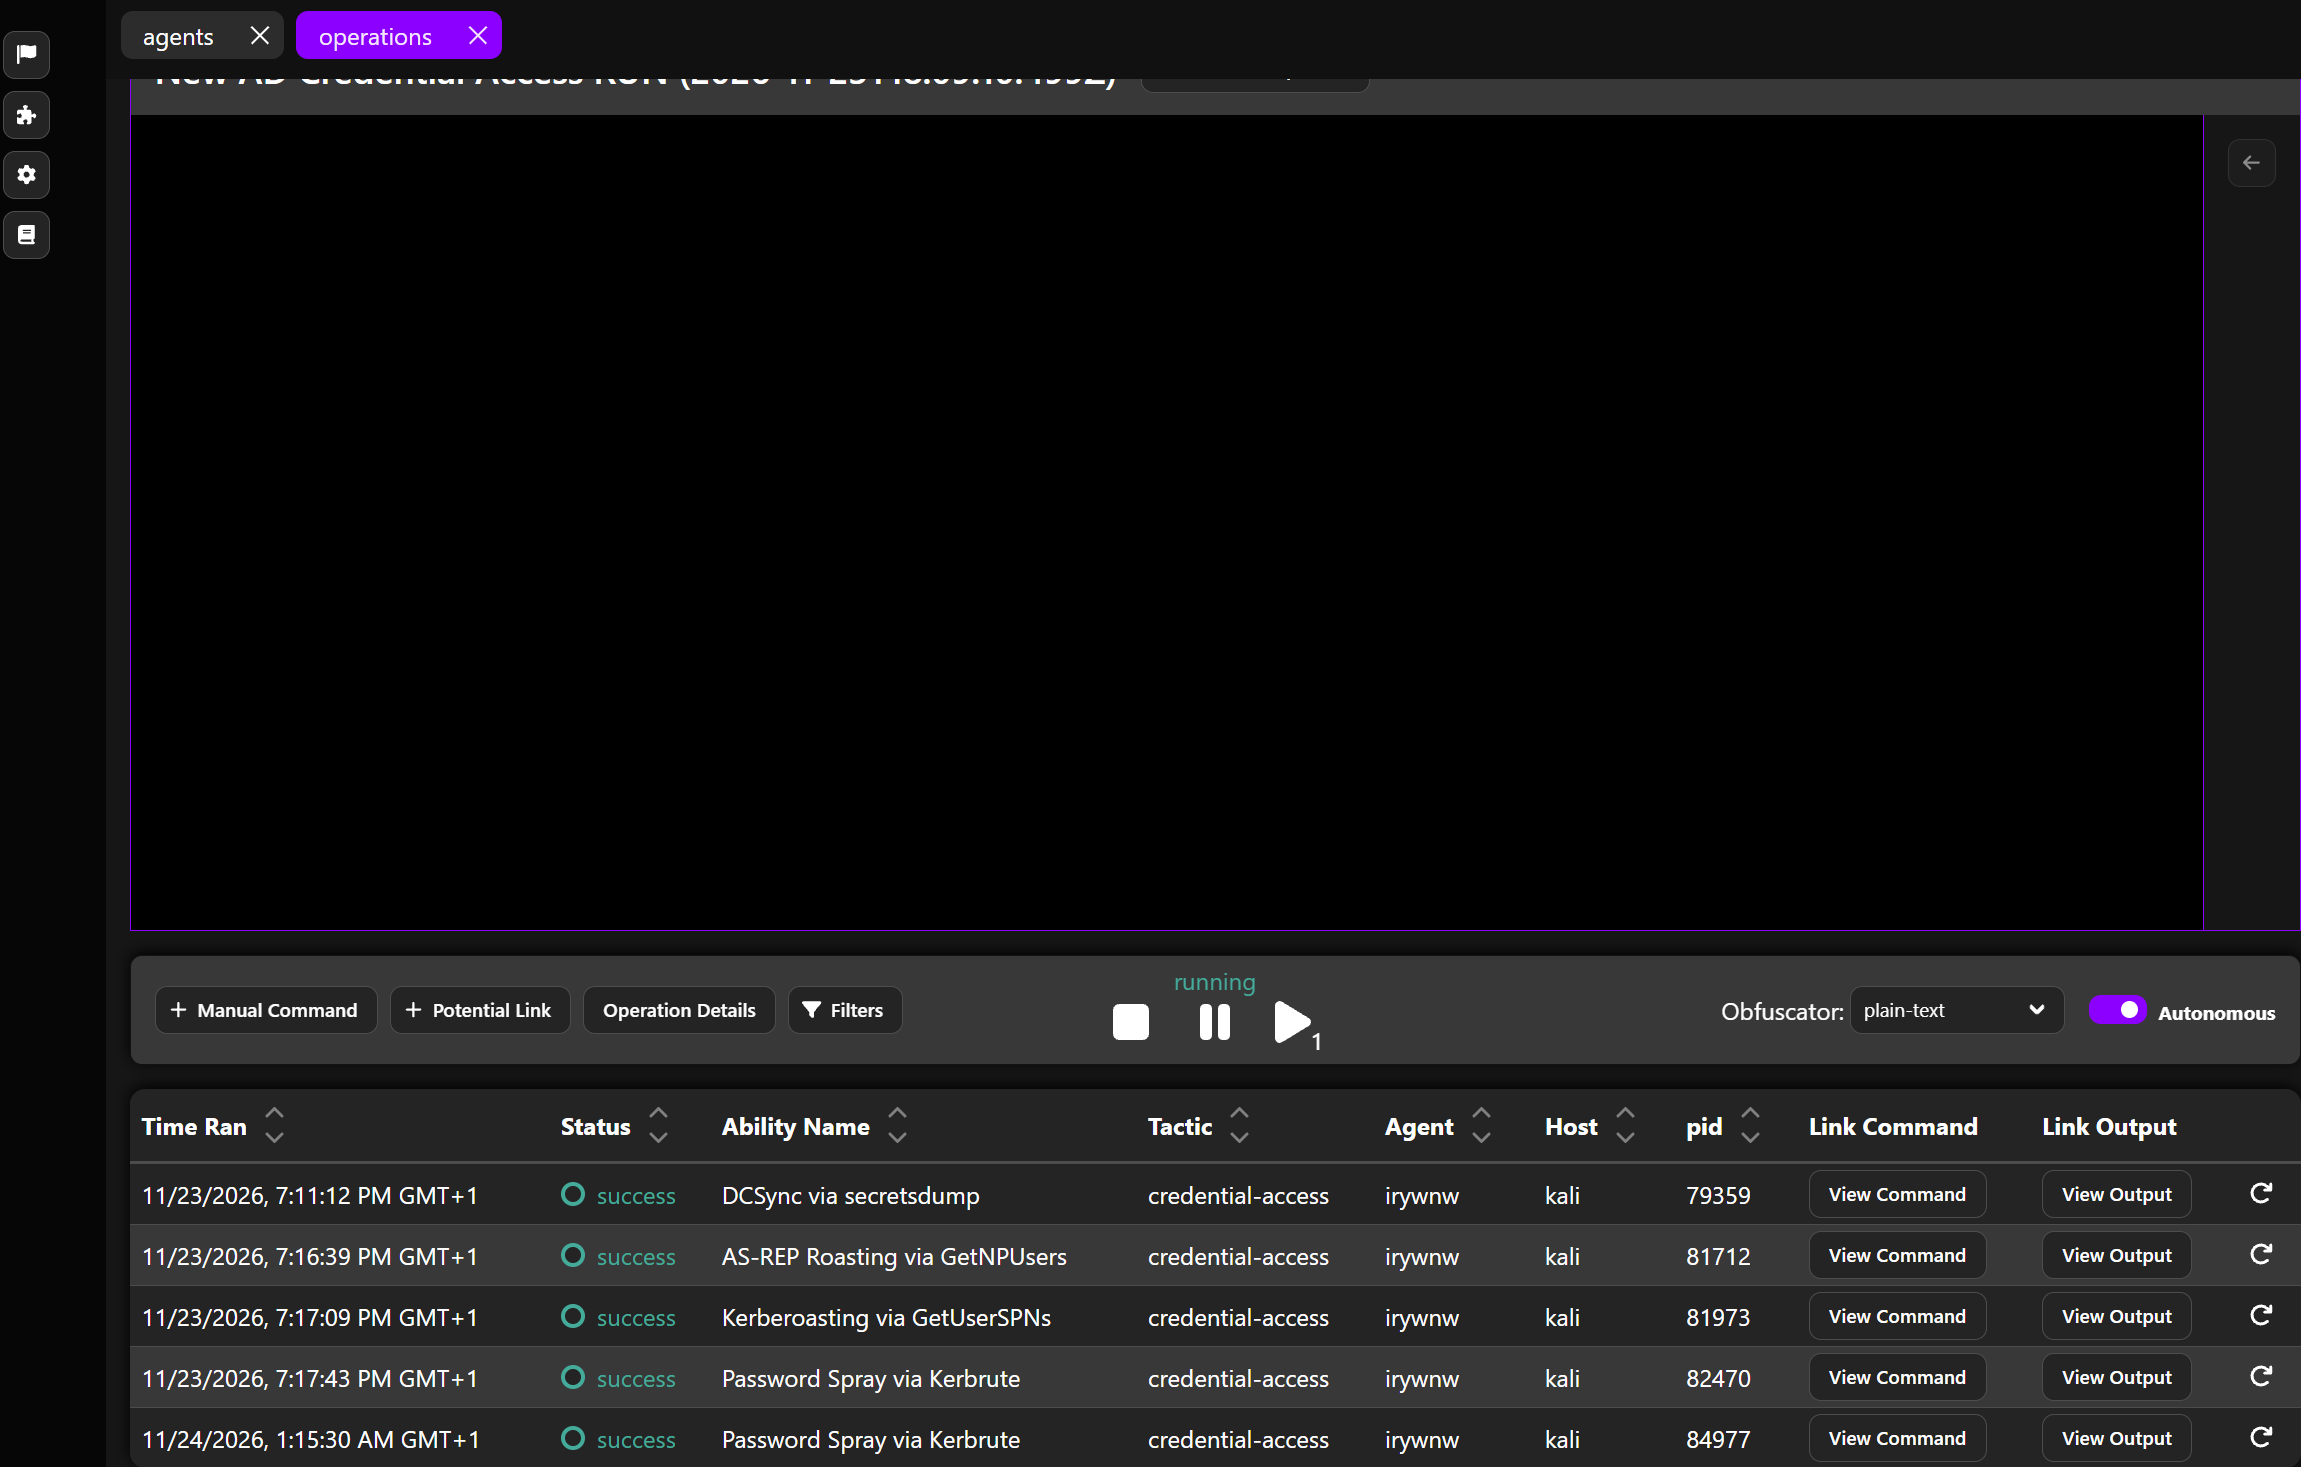 agents
operations
New AD Credential Access RUN
running
+ Manual Command
+ Potential Link
Operation Details
Filters
1
Obfuscator: plain-text
Autonomous
Time Ran Status Ability Name Tactic Agent Host pid Link Command Link Output
11/23/2026, 7:11:12 PM GMT+1 success DCSync via secretsdump credential-access irywnw kali 79359 View Command View Output
11/23/2026, 7:16:39 PM GMT+1 success AS-REP Roasting via GetNPUsers credential-access irywnw kali 81712 View Command View Output
11/23/2026, 7:17:09 PM GMT+1 success Kerberoasting via GetUserSPNs credential-access irywnw kali 81973 View Command View Output
11/23/2026, 7:17:43 PM GMT+1 success Password Spray via Kerbrute credential-access irywnw kali 82470 View Command View Output
11/24/2026, 1:15:30 AM GMT+1 success Password Spray via Kerbrute credential-access irywnw kali 84977 View Command View Output